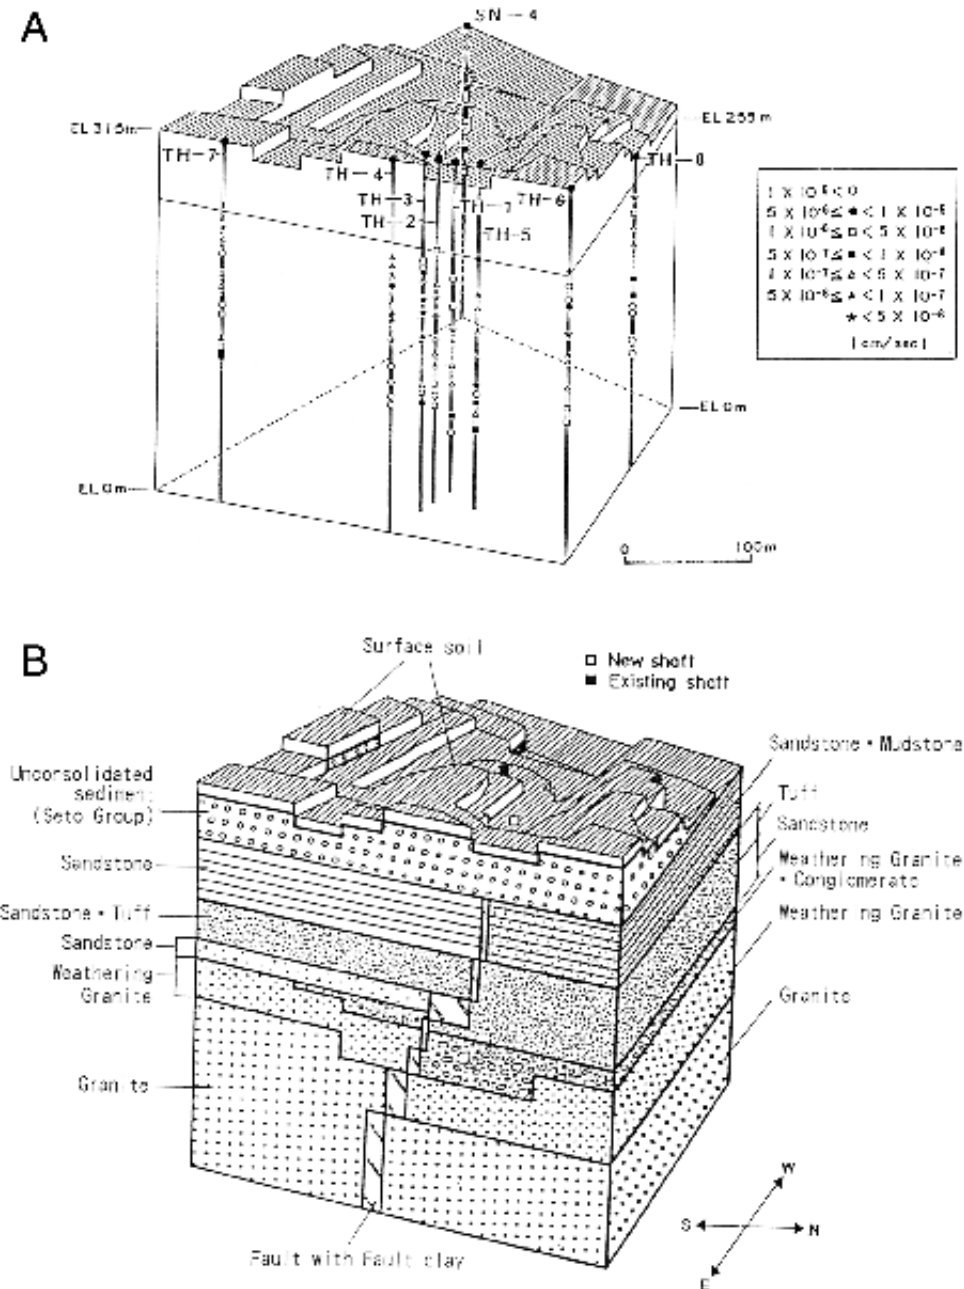 A
SN-4
EL 315m
EL 255m
TH-7
TH-8
TH-4
TH-3
TH-2
TH-1
TH-6
TH-5
EL 0m
EL 0m
0 100m
(cm/sec)
B
Surface soil
□ New shaft
■ Existing shaft
Unconsolidated
sediment
(Seto Group)
Sandstone
Sandstone・Tuff
Sandstone
Weathering
Granite
Granite
Fault with Fault clay
Sandstone・Mudstone
Tuff
Sandstone
Weathering Granite
・Conglomerate
Weathering Granite
Granite
W
S N
E